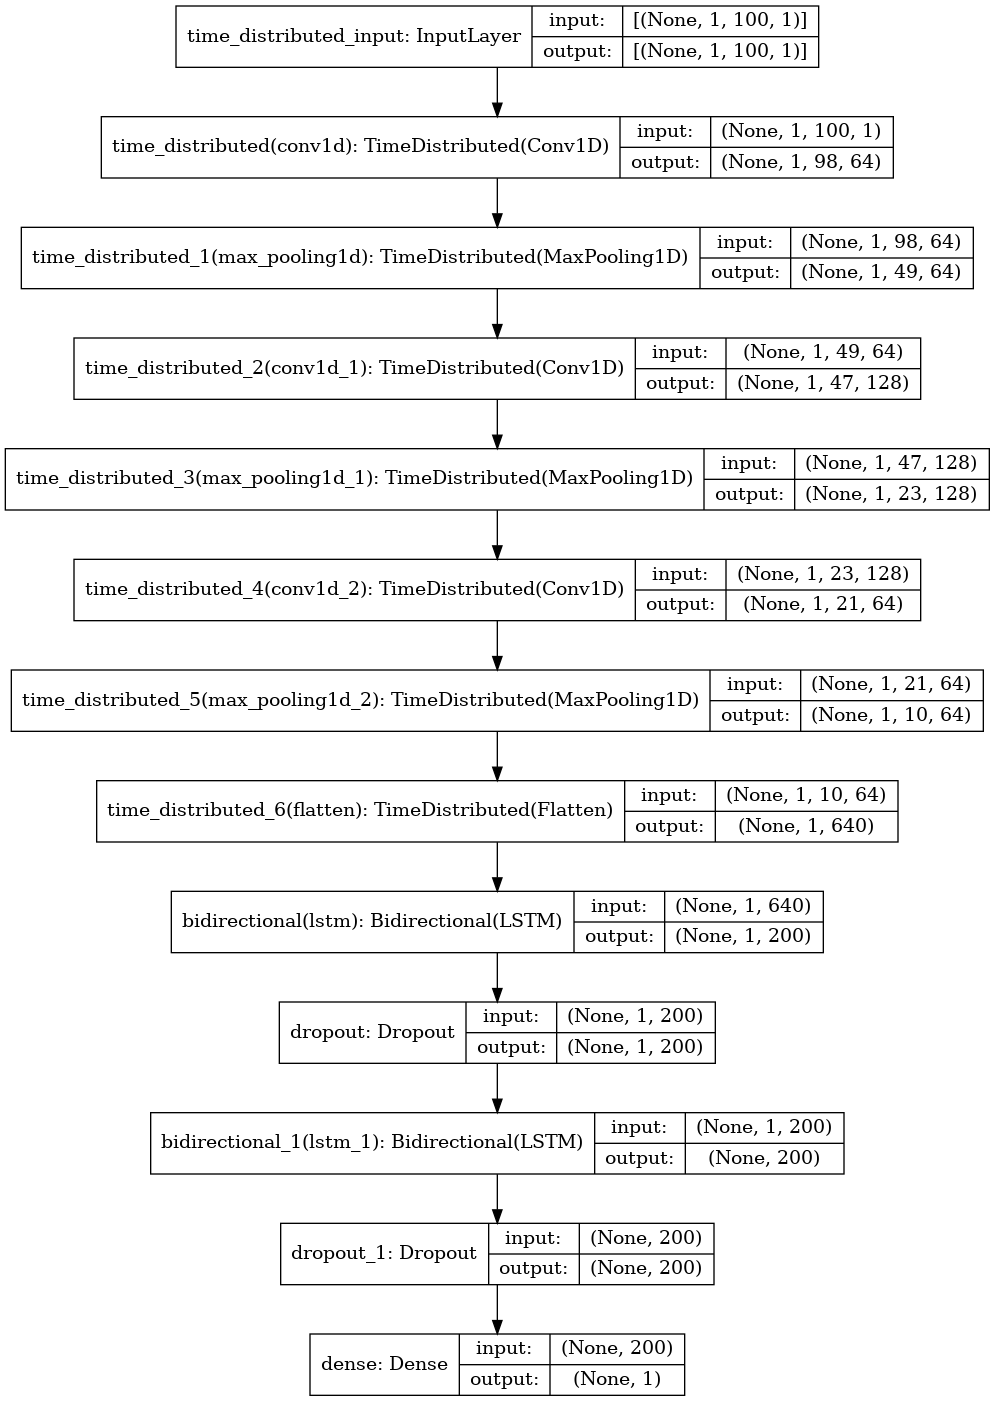 time_distributed_input: InputLayer
input: [(None, 1, 100, 1)]
output: [(None, 1, 100, 1)]
time_distributed(conv1d): TimeDistributed(Conv1D)
input: (None, 1, 100, 1)
output: (None, 1, 98, 64)
time_distributed_1(max_pooling1d): TimeDistributed(MaxPooling1D)
input: (None, 1, 98, 64)
output: (None, 1, 49, 64)
time_distributed_2(conv1d_1): TimeDistributed(Conv1D)
input: (None, 1, 49, 64)
output: (None, 1, 47, 128)
time_distributed_3(max_pooling1d_1): TimeDistributed(MaxPooling1D)
input: (None, 1, 47, 128)
output: (None, 1, 23, 128)
time_distributed_4(conv1d_2): TimeDistributed(Conv1D)
input: (None, 1, 23, 128)
output: (None, 1, 21, 64)
time_distributed_5(max_pooling1d_2): TimeDistributed(MaxPooling1D)
input: (None, 1, 21, 64)
output: (None, 1, 10, 64)
time_distributed_6(flatten): TimeDistributed(Flatten)
input: (None, 1, 10, 64)
output: (None, 1, 640)
bidirectional(lstm): Bidirectional(LSTM)
input: (None, 1, 640)
output: (None, 1, 200)
dropout: Dropout
input: (None, 1, 200)
output: (None, 1, 200)
bidirectional_1(lstm_1): Bidirectional(LSTM)
input: (None, 1, 200)
output: (None, 200)
dropout_1: Dropout
input: (None, 200)
output: (None, 200)
dense: Dense
input: (None, 200)
output: (None, 1)